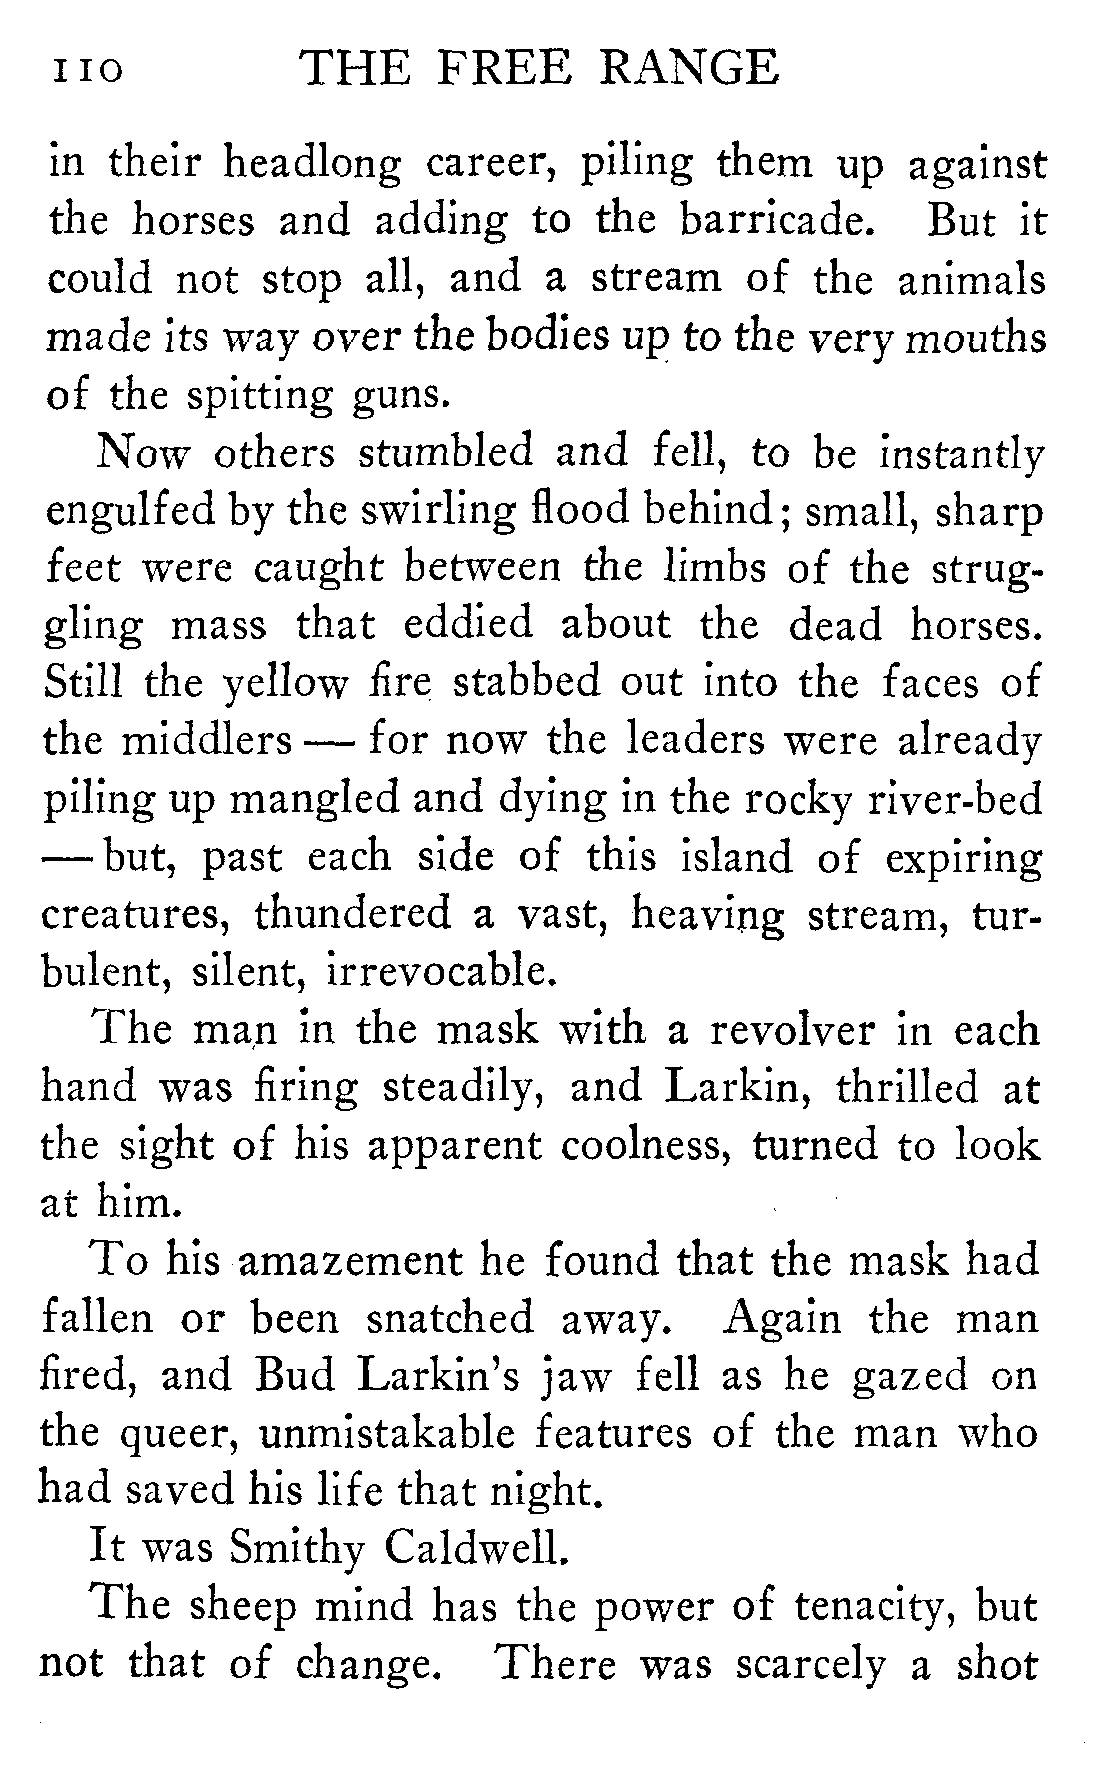 110 THE FREE RANGE
in their headlong career, piling them up against
the horses and adding to the barricade. But it
could not stop all, and a stream of the animals
made its way over the bodies up to the very mouths
of the spitting guns.
Now others stumbled and fell, to be instantly
engulfed by the swirling flood behind; small, sharp
feet were caught between the limbs of the strug-
gling mass that eddied about the dead horses.
Still the yellow fire stabbed out into the faces of
the middlers — for now the leaders were already
piling up mangled and dying in the rocky river-bed
— but, past each side of this island of expiring
creatures, thundered a vast, heaving stream, tur-
bulent, silent, irrevocable.
The man in the mask with a revolver in each
hand was firing steadily, and Larkin, thrilled at
the sight of his apparent coolness, turned to look
at him.
To his amazement he found that the mask had
fallen or been snatched away. Again the man
fired, and Bud Larkin's jaw fell as he gazed on
the queer, unmistakable features of the man who
had saved his life that night.
It was Smithy Caldwell.
The sheep mind has the power of tenacity, but
not that of change. There was scarcely a shot